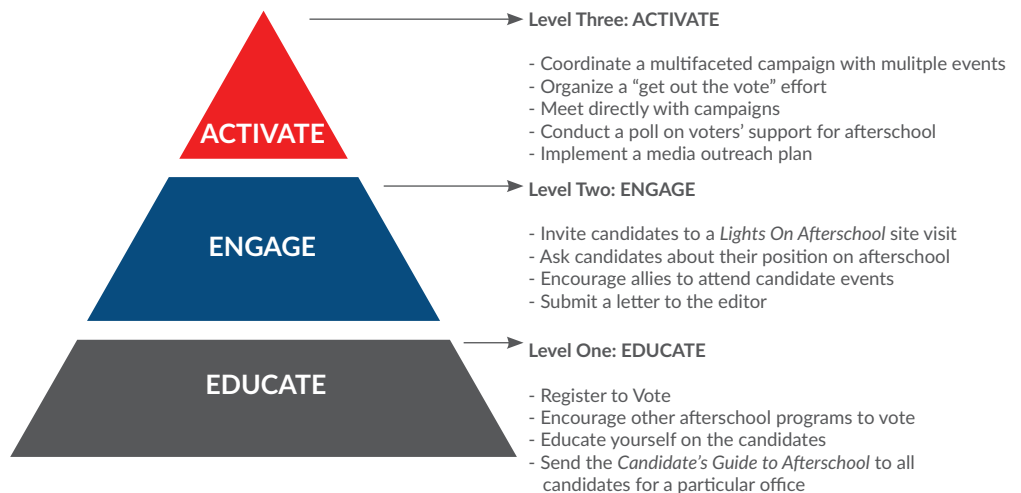 Level Three: ACTIVATE
- Coordinate a multifaceted campaign with mulitple events
- Organize a “get out the vote” effort
- Meet directly with campaigns
- Conduct a poll on voters’ support for afterschool
- Implement a media outreach plan
ACTIVATE
Level Two: ENGAGE
- Invite candidates to a Lights On Afterschool site visit
- Ask candidates about their position on afterschool
- Encourage allies to attend candidate events
- Submit a letter to the editor
ENGAGE
Level One: EDUCATE
- Register to Vote
- Encourage other afterschool programs to vote
- Educate yourself on the candidates
- Send the Candidate’s Guide to Afterschool to all
candidates for a particular office
EDUCATE